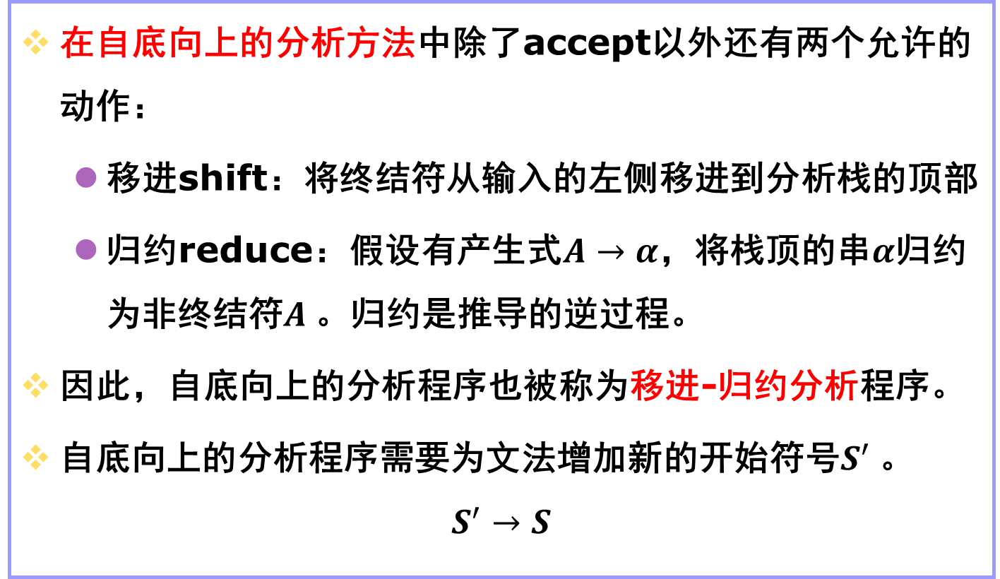 在自底向上的分析方法中除了accept以外还有两个允许的
动作：
移进shift：将终结符从输入的左侧移进到分析栈的顶部
归约reduce：假设有产生式A → α，将栈顶的串α归约
为非终结符A 。归约是推导的逆过程。
因此，自底向上的分析程序也被称为移进-归约分析程序。
自底向上的分析程序需要为文法增加新的开始符号S′ 。
S′ → S